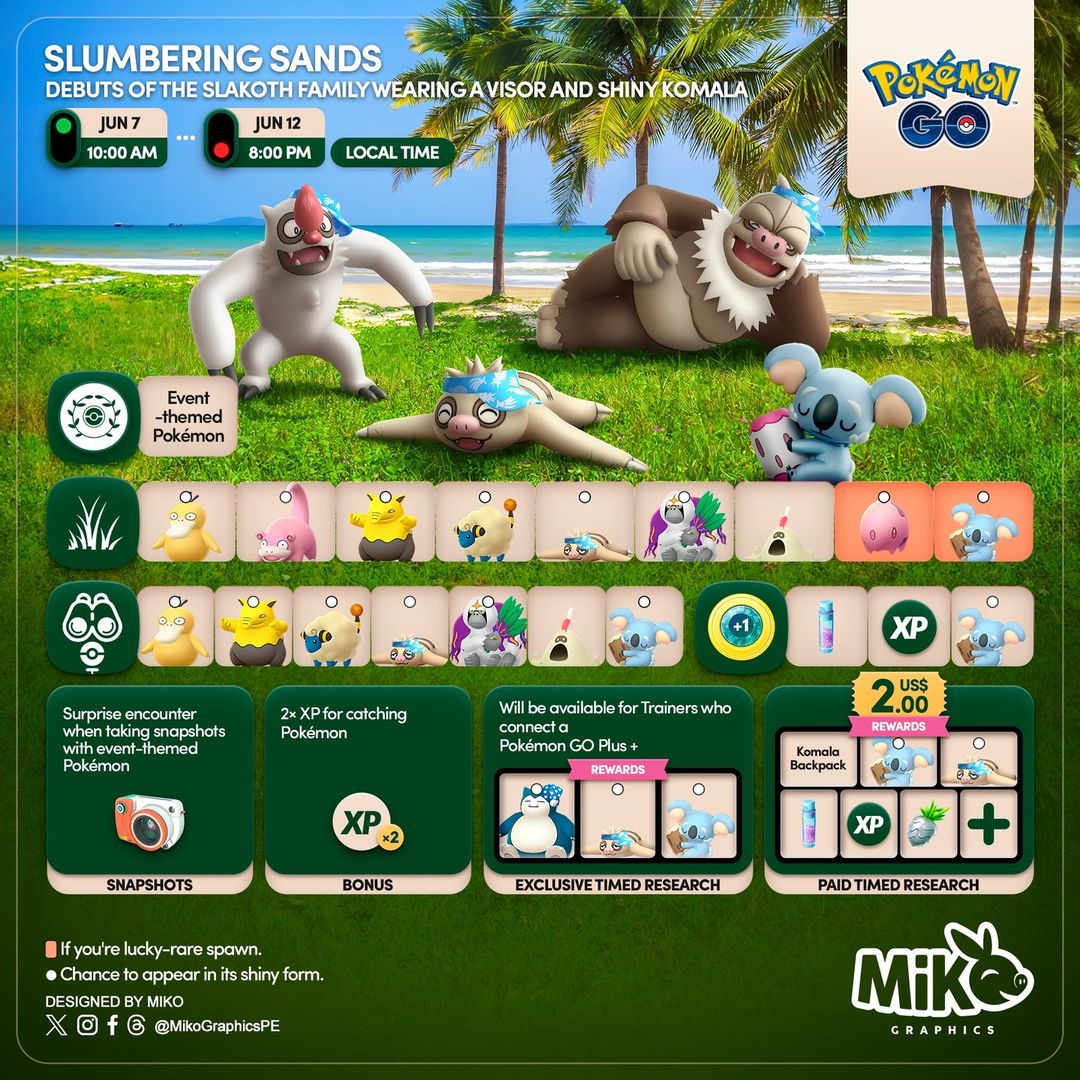 SLUMBERING SANDS
DEBUTS OF THE SLAKOTH FAMILY WEARING A VISOR AND SHINY KOMALA
JUN 7
10:00 AM
...
JUN 12
8:00 PM
LOCAL TIME
POKéMON
GO
TM
Event
-themed
Pokémon
+1
XP
Surprise encounter
when taking snapshots
with event-themed
Pokémon
SNAPSHOTS
2× XP for catching
Pokémon
XP
×2
BONUS
Will be available for Trainers who
connect a
Pokémon GO Plus +
REWARDS
EXCLUSIVE TIMED RESEARCH
2 US$
.00
REWARDS
Komala
Backpack
XP
+
PAID TIMED RESEARCH
If you're lucky-rare spawn.
Chance to appear in its shiny form.
DESIGNED BY MIKO
@MikoGraphicsPE
MiKO
GRAPHICS